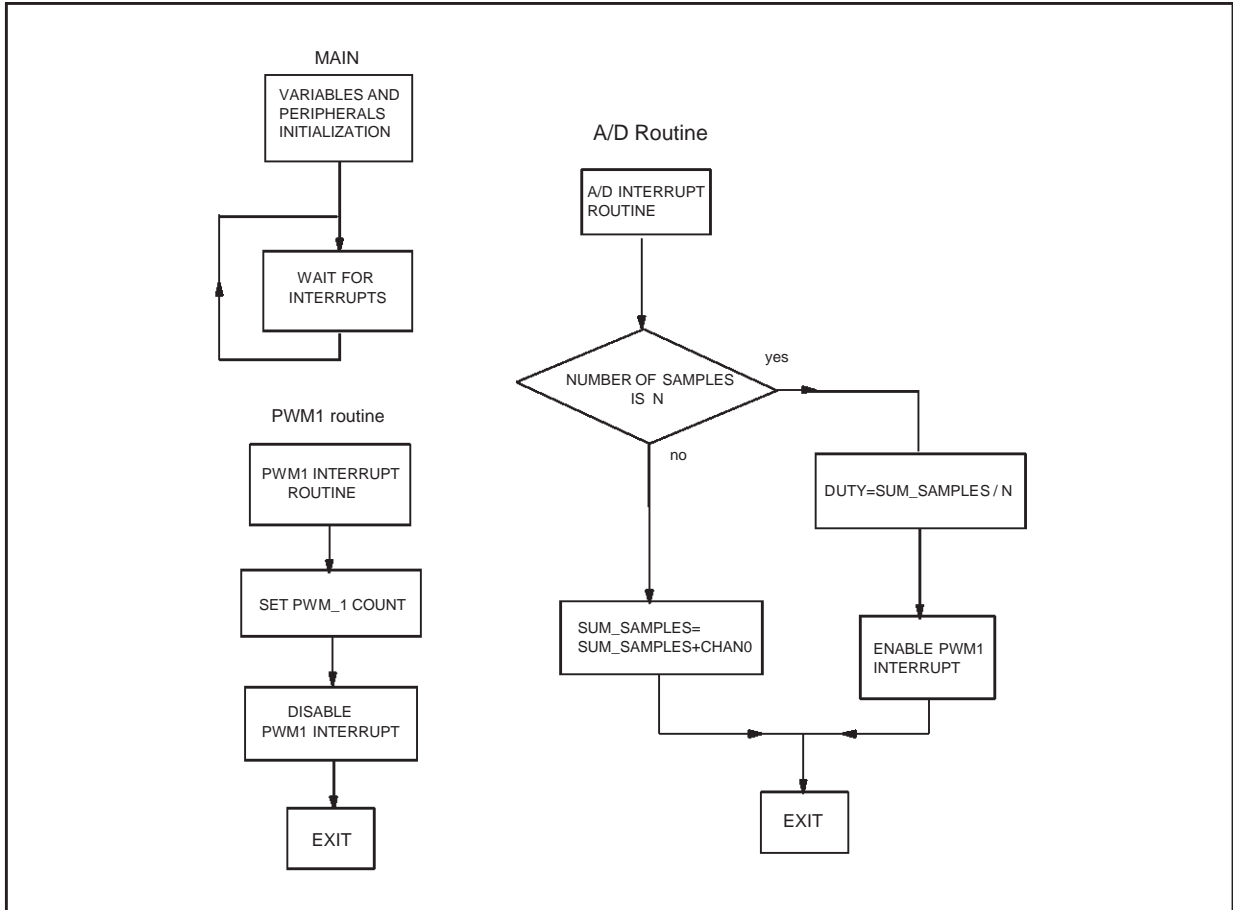 MAIN
VARIABLES AND
PERIPHERALS
INITIALIZATION
WAIT FOR
INTERRUPTS
PWM1 routine
PWM1 INTERRUPT
ROUTINE
SET PWM_1 COUNT
DISABLE
PWM1 INTERRUPT
EXIT
A/D Routine
A/D INTERRUPT
ROUTINE
NUMBER OF SAMPLES
IS N
yes
no
DUTY=SUM_SAMPLES / N
SUM_SAMPLES=
SUM_SAMPLES+CHAN0
ENABLE PWM1
INTERRUPT
EXIT